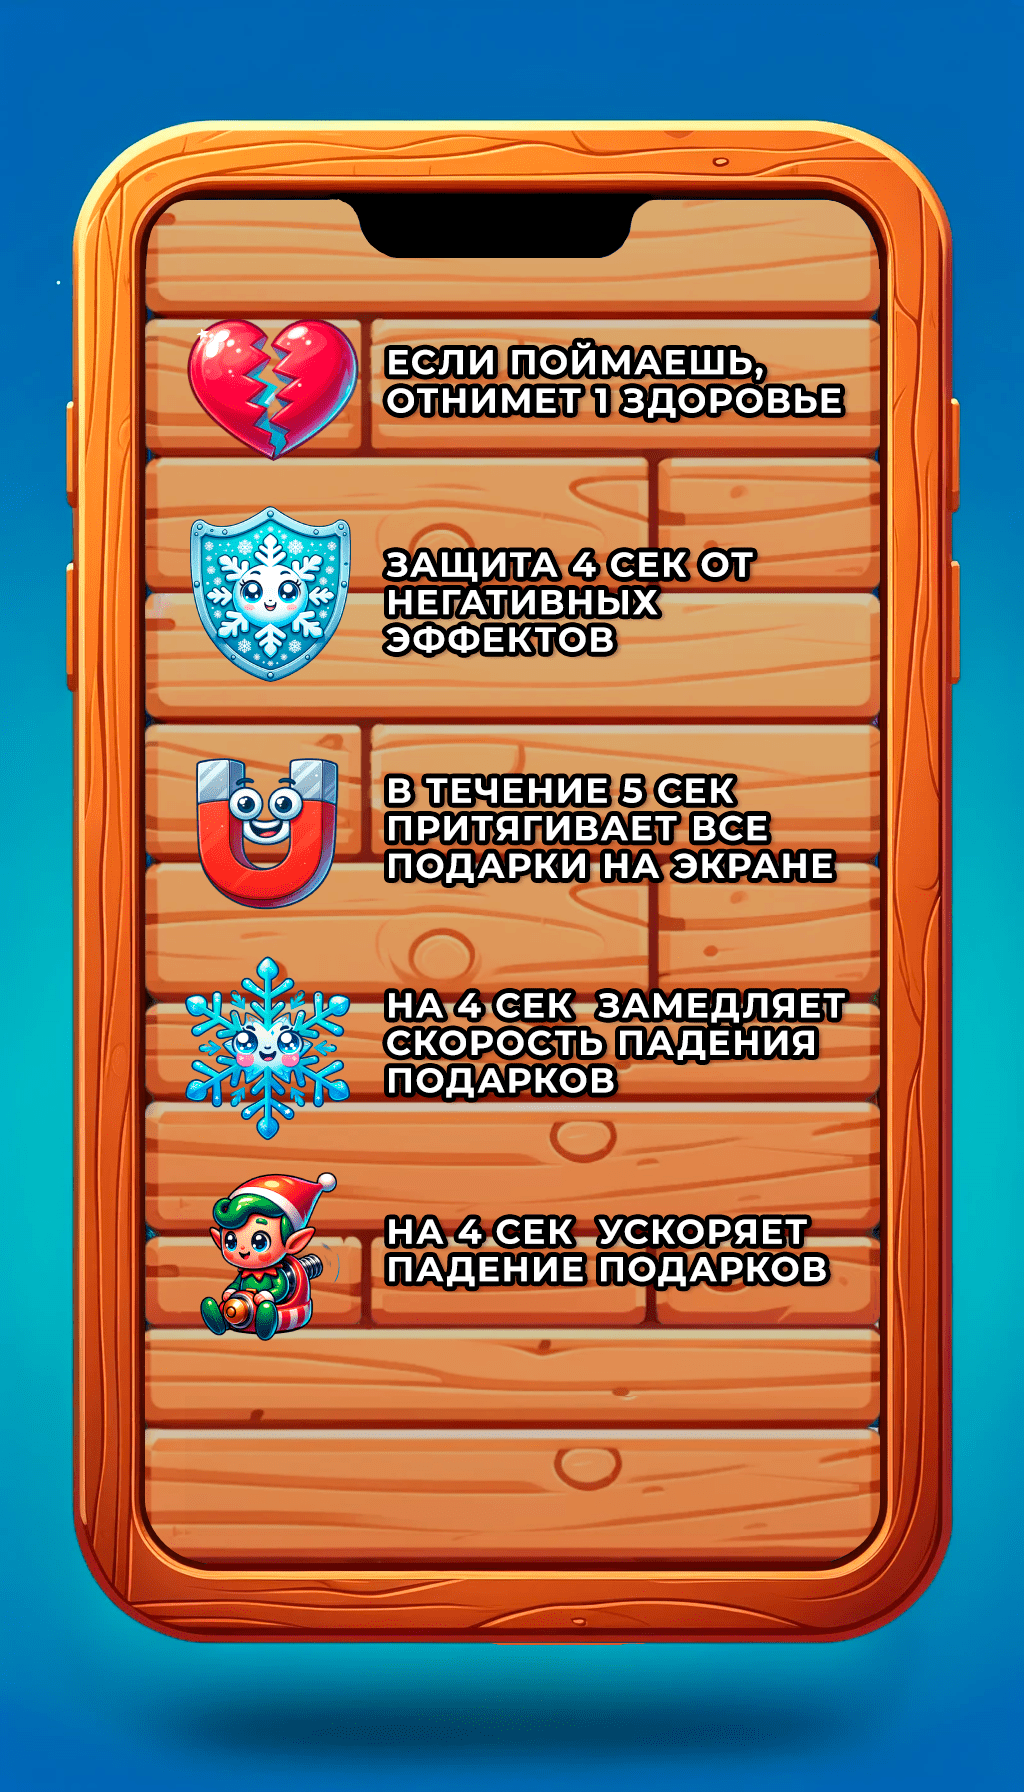 ЕСЛИ ПОЙМАЕШЬ,
ОТНИМЕТ 1 ЗДОРОВЬЕ
ЗАЩИТА 4 СЕК ОТ
НЕГАТИВНЫХ
ЭФФЕКТОВ
В ТЕЧЕНИЕ 5 СЕК
ПРИТЯГИВАЕТ ВСЕ
ПОДАРКИ НА ЭКРАНЕ
НА 4 СЕК ЗАМЕДЛЯЕТ
СКОРОСТЬ ПАДЕНИЯ
ПОДАРКОВ
НА 4 СЕК УСКОРЯЕТ
ПАДЕНИЕ ПОДАРКОВ